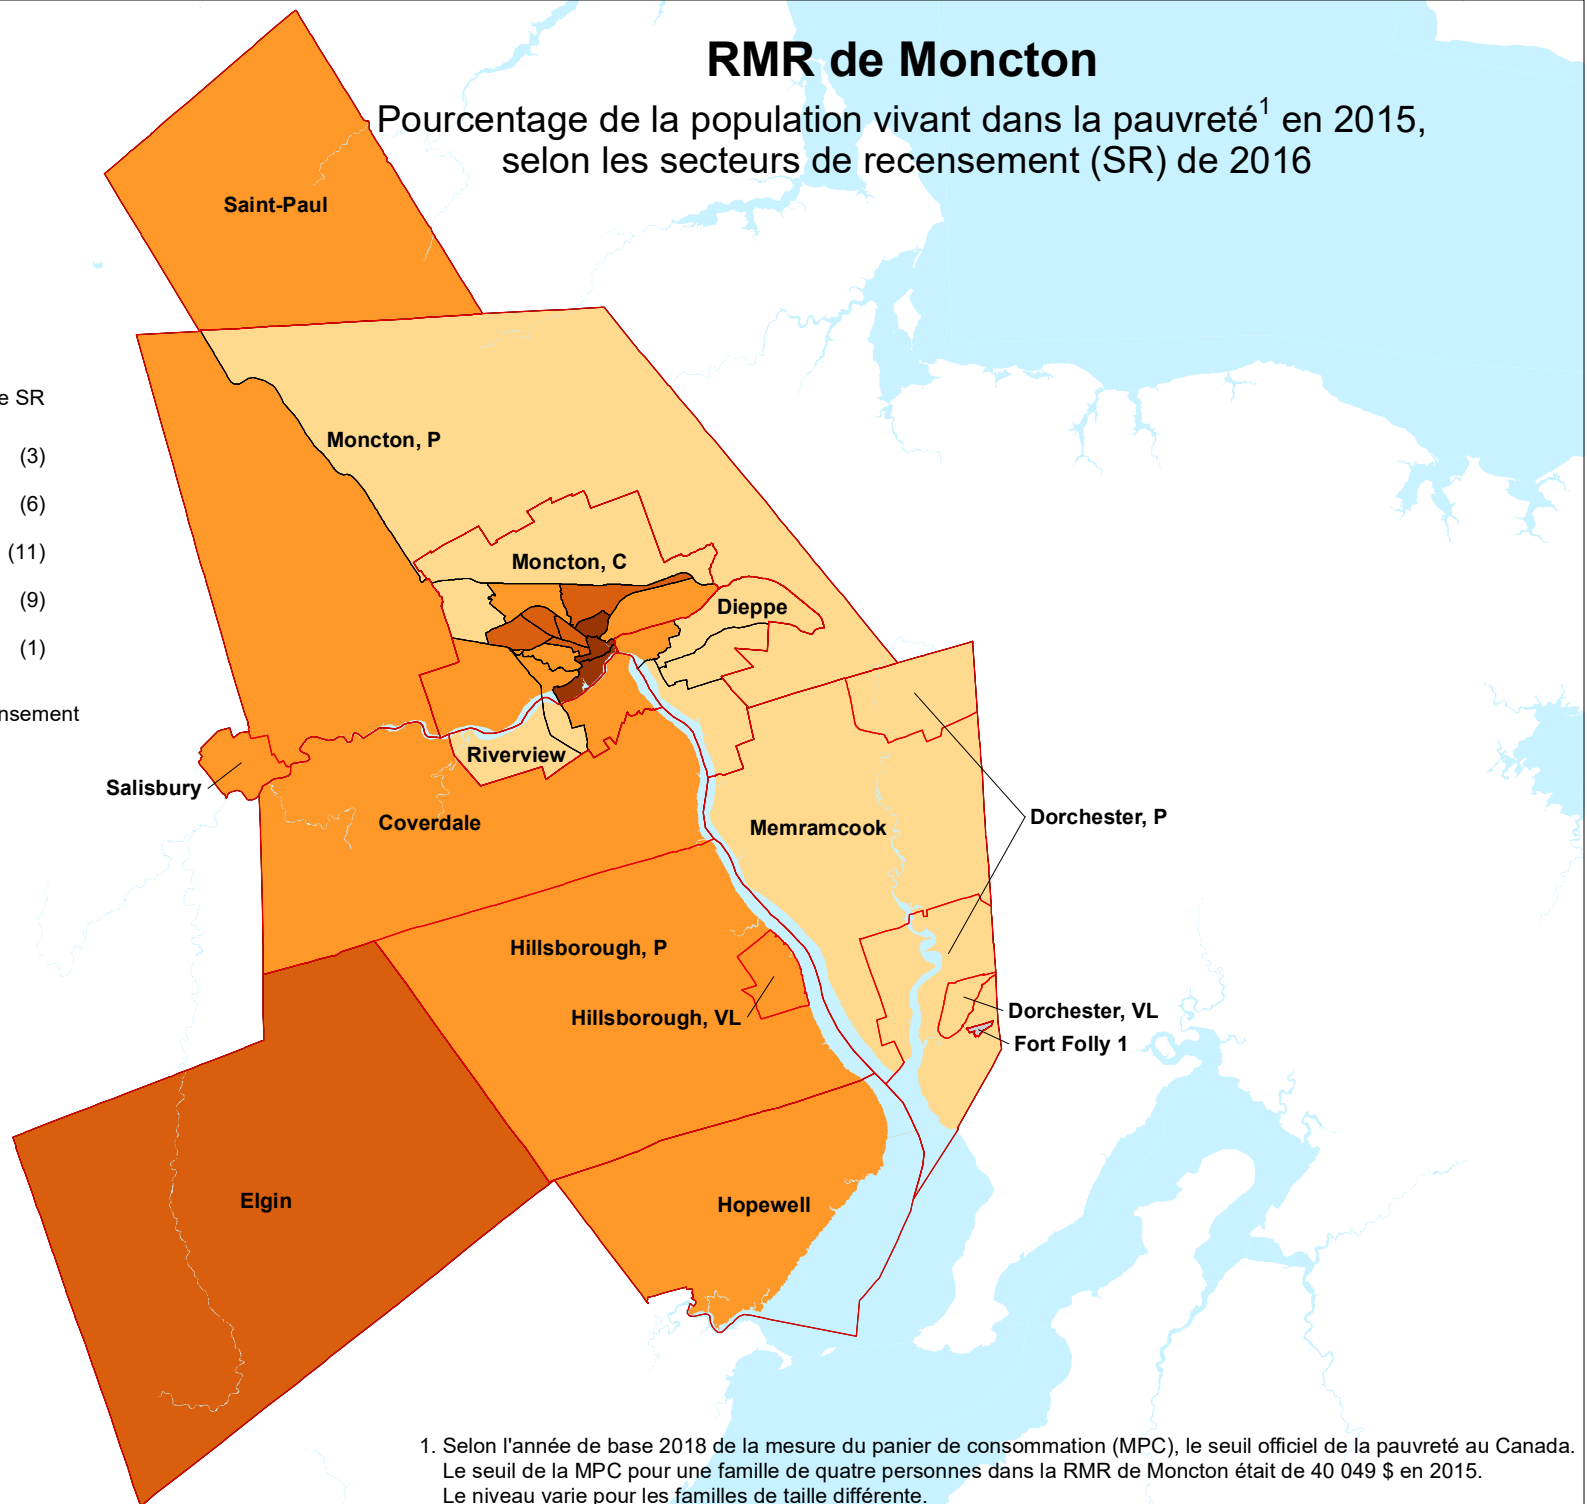 RMR de Moncton
Pourcentage de la population vivant dans la pauvreté1 en 2015,
selon les secteurs de recensement (SR) de 2016
Saint-Paul
e SR
(3)
(6)
(11)
(9)
(1)
nsement
Moncton, P
Moncton, C
Dieppe
Riverview
Salisbury
Coverdale
Memramcook
Dorchester, P
Hillsborough, P
Hillsborough, VL
Dorchester, VL
Fort Folly 1
Elgin
Hopewell
1. Selon l'année de base 2018 de la mesure du panier de consommation (MPC), le seuil officiel de la pauvreté au Canada.
Le seuil de la MPC pour une famille de quatre personnes dans la RMR de Moncton était de 40 049 $ en 2015.
Le niveau varie pour les familles de taille différente.